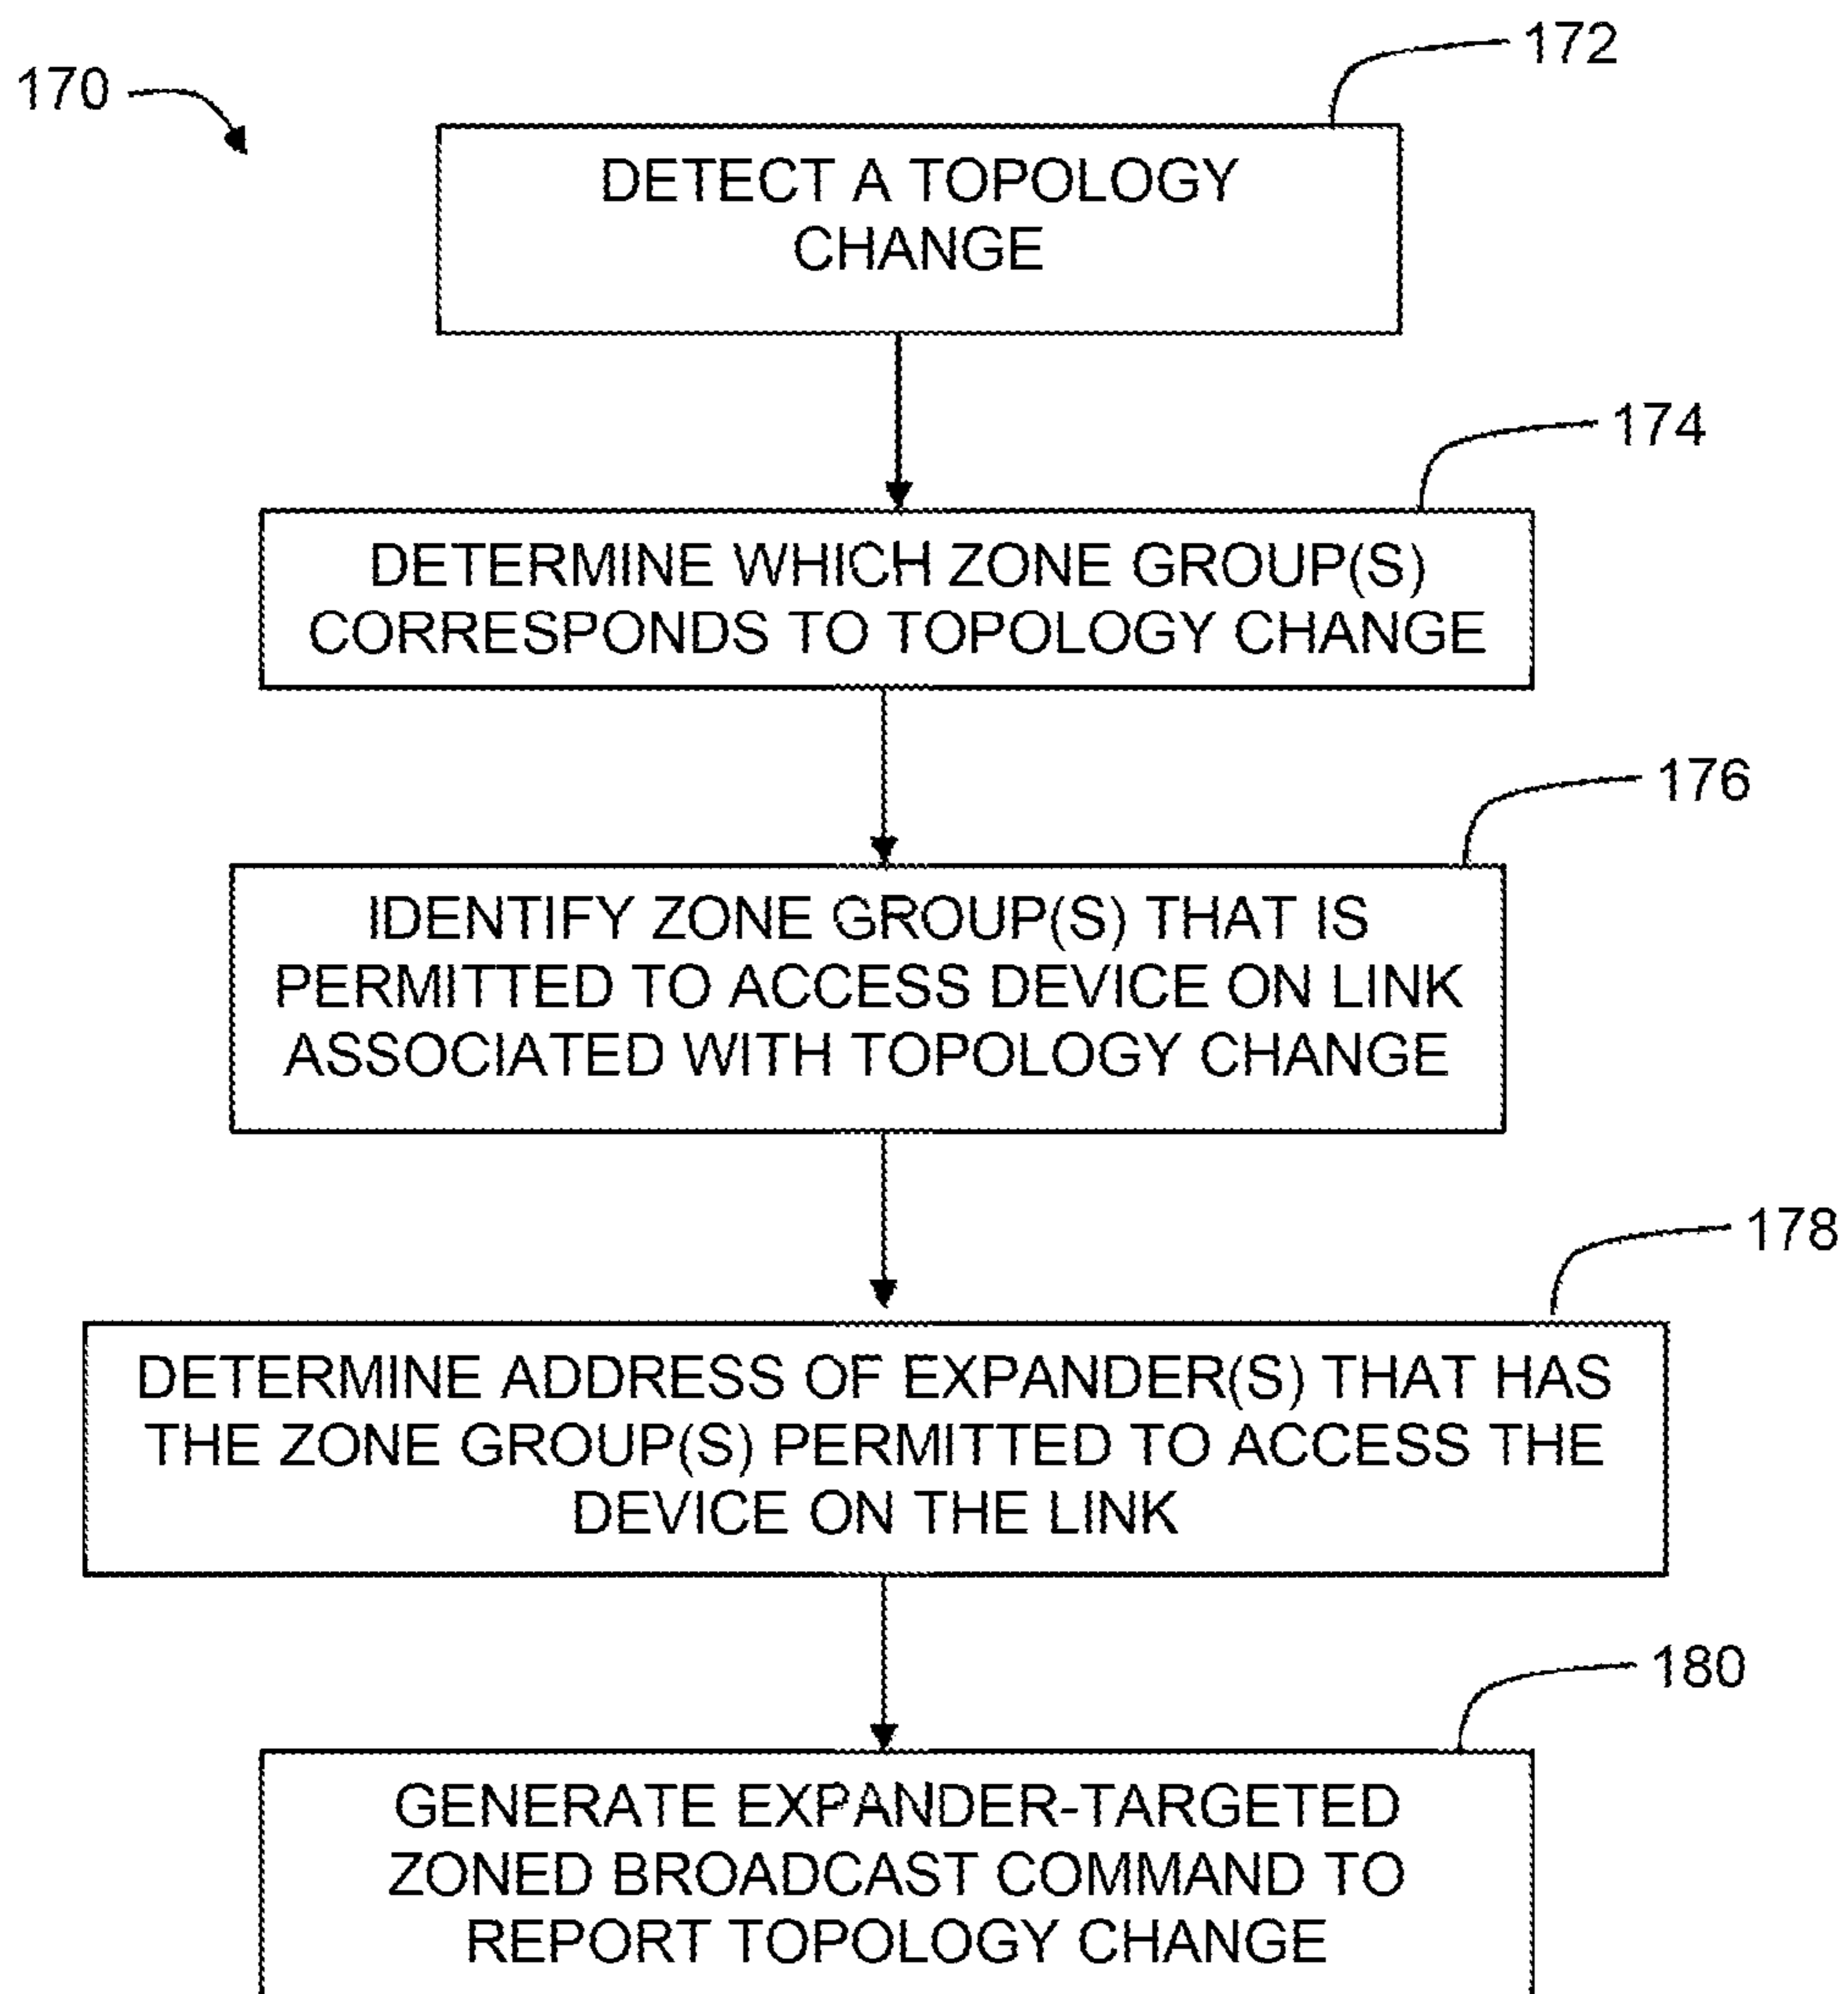 170
172
DETECT A TOPOLOGY
CHANGE
174
DETERMINE WHICH ZONE GROUP(S)
CORRESPONDS TO TOPOLOGY CHANGE
176
IDENTIFY ZONE GROUP(S) THAT IS
PERMITTED TO ACCESS DEVICE ON LINK
ASSOCIATED WITH TOPOLOGY CHANGE
178
DETERMINE ADDRESS OF EXPANDER(S) THAT HAS
THE ZONE GROUP(S) PERMITTED TO ACCESS THE
DEVICE ON THE LINK
180
GENERATE EXPANDER-TARGETED
ZONED BROADCAST COMMAND TO
REPORT TOPOLOGY CHANGE